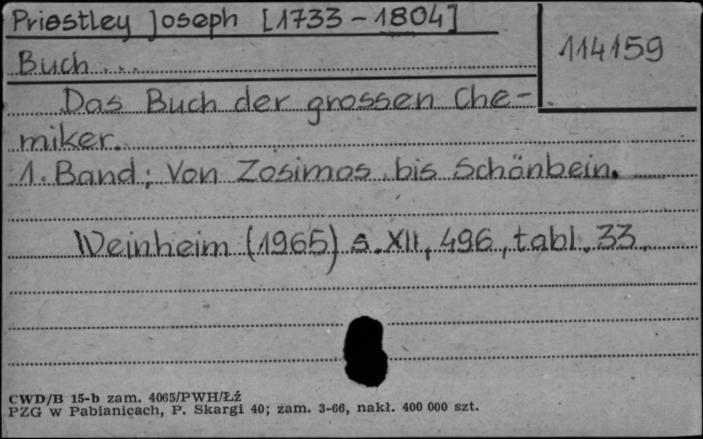 Priestley Joseph [1733-1804]
114159
Buch...
Das Buch der grossen Che-
miker.
1. Band: Von Zosimos bis Schönbein.
Weinheim (1965) s. XII, 496, tabl. 33.
CWD/B 15-b zam. 4065/PWH/Łź
PZG w Pabianicach, P. Skargi 40; zam. 3-66, nakł. 400 000 szt.